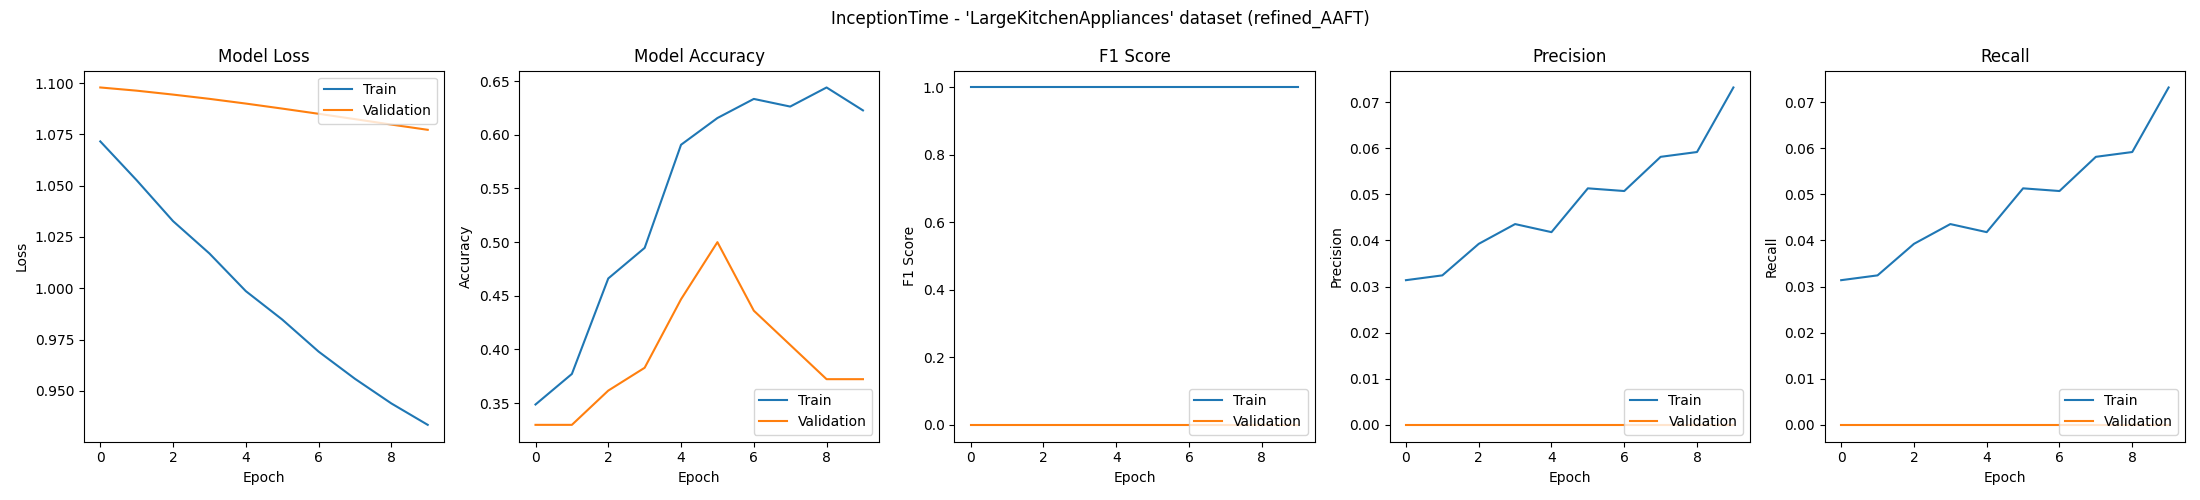 InceptionTime - 'LargeKitchenAppliances' dataset (refined_AAFT)
Model Loss
1.100
1.075
1.050
1.025
1.000
0.975
0.950
Loss
Train
Validation
0 2 4 6 8
Epoch
Model Accuracy
0.65
0.60
0.55
0.50
0.45
0.40
0.35
Accuracy
Train
Validation
0 2 4 6 8
Epoch
F1 Score
1.0
0.8
0.6
0.4
0.2
0.0
F1 Score
Train
Validation
0 2 4 6 8
Epoch
Precision
0.07
0.06
0.05
0.04
0.03
0.02
0.01
0.00
Precision
Train
Validation
0 2 4 6 8
Epoch
Recall
0.07
0.06
0.05
0.04
0.03
0.02
0.01
0.00
Recall
Train
Validation
0 2 4 6 8
Epoch